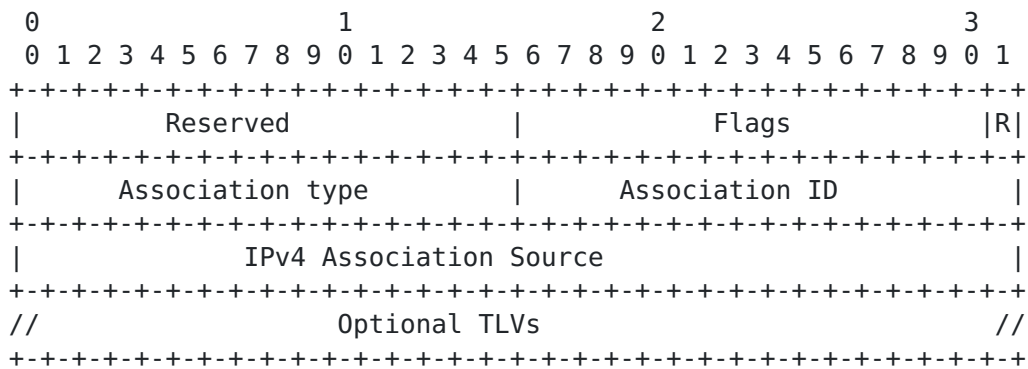 0                   1                   2                   3
 0 1 2 3 4 5 6 7 8 9 0 1 2 3 4 5 6 7 8 9 0 1 2 3 4 5 6 7 8 9 0 1
+-+-+-+-+-+-+-+-+-+-+-+-+-+-+-+-+-+-+-+-+-+-+-+-+-+-+-+-+-+-+-+-+
|         Reserved              |            Flags            |R|
+-+-+-+-+-+-+-+-+-+-+-+-+-+-+-+-+-+-+-+-+-+-+-+-+-+-+-+-+-+-+-+-+
|      Association type         |      Association ID           |
+-+-+-+-+-+-+-+-+-+-+-+-+-+-+-+-+-+-+-+-+-+-+-+-+-+-+-+-+-+-+-+-+
|              IPv4 Association Source                          |
+-+-+-+-+-+-+-+-+-+-+-+-+-+-+-+-+-+-+-+-+-+-+-+-+-+-+-+-+-+-+-+-+
//                   Optional TLVs                             //
+-+-+-+-+-+-+-+-+-+-+-+-+-+-+-+-+-+-+-+-+-+-+-+-+-+-+-+-+-+-+-+-+